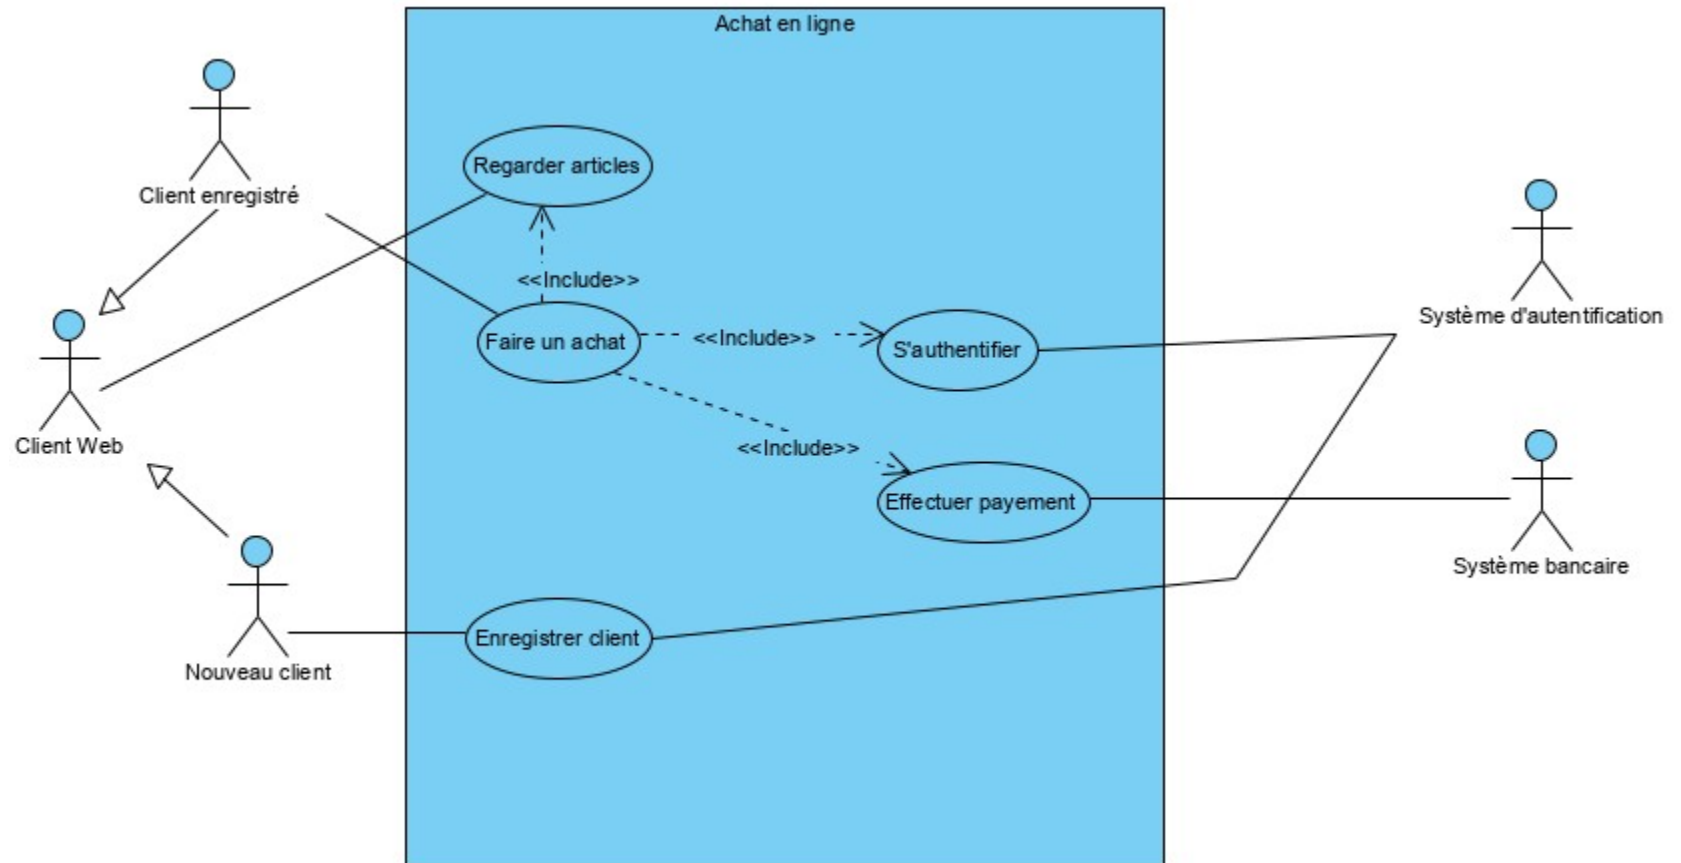 Achat en ligne
Client enregistré
Regarder articles
<<Include>>
Faire un achat
<<Include>>
S'authentifier
Système d'autentification
Client Web
<<Include>>
Effectuer payement
Système bancaire
Enregistrer client
Nouveau client